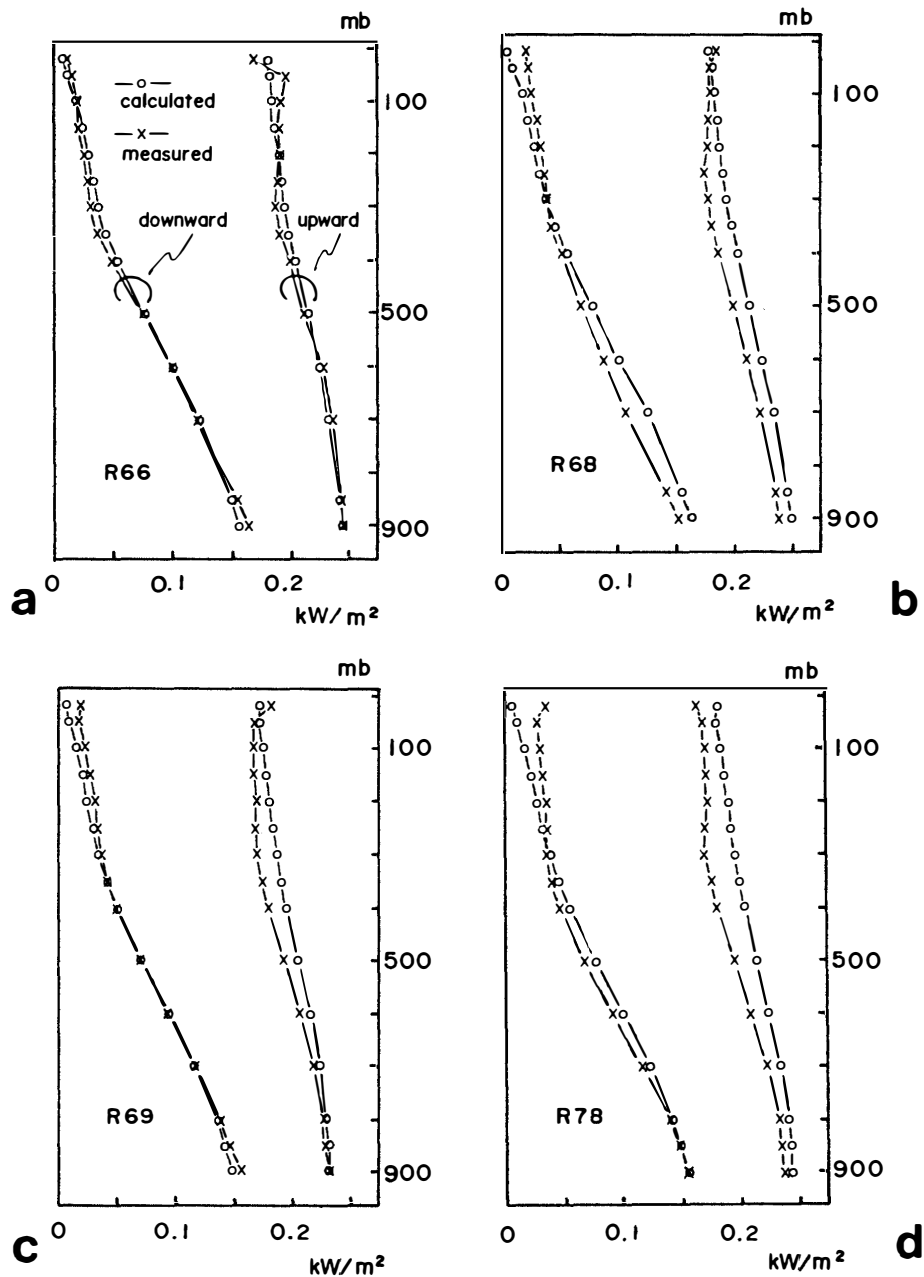 mb
—o— calculated
—x— measured
downward
upward
100
500
900
R66
0 0.1 0.2
kW/m²
a
mb
100
500
900
R68
0 0.1 0.2
kW/m²
b
mb
100
500
900
R69
0 0.1 0.2
kW/m²
c
mb
100
500
900
R78
0 0.1 0.2
kW/m²
d